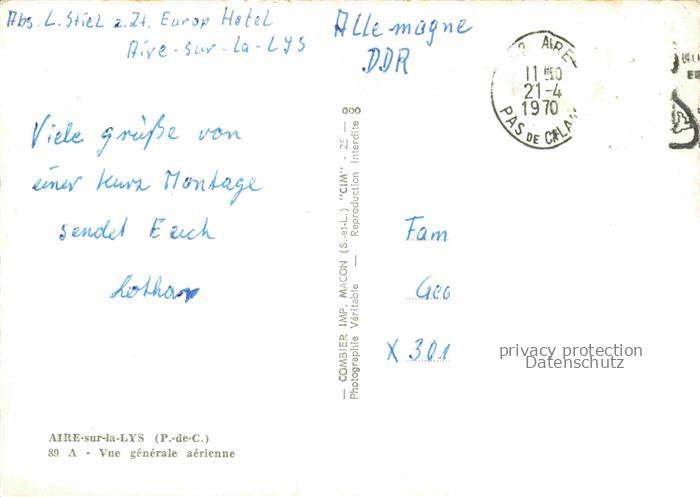 Abs. L. Stiel z. Zt. Europ Hotel
Aire-sur-la-LYS
Allemagne
DDR
AIRE
11H50
21-4
1970
PAS DE CALAIS
Viele grüße von
einer kurz Montage
sendet Euch
Lothar
— COMBIER IMP. MACON (S.-et-L.) "CIM" - 25 — 000
Photographie Véritable — Reproduction Interdite
Fam
Geo
X 301
privacy protection
Datenschutz
AIRE-sur-la-LYS (P.-de-C.)
89 A - Vue générale aérienne